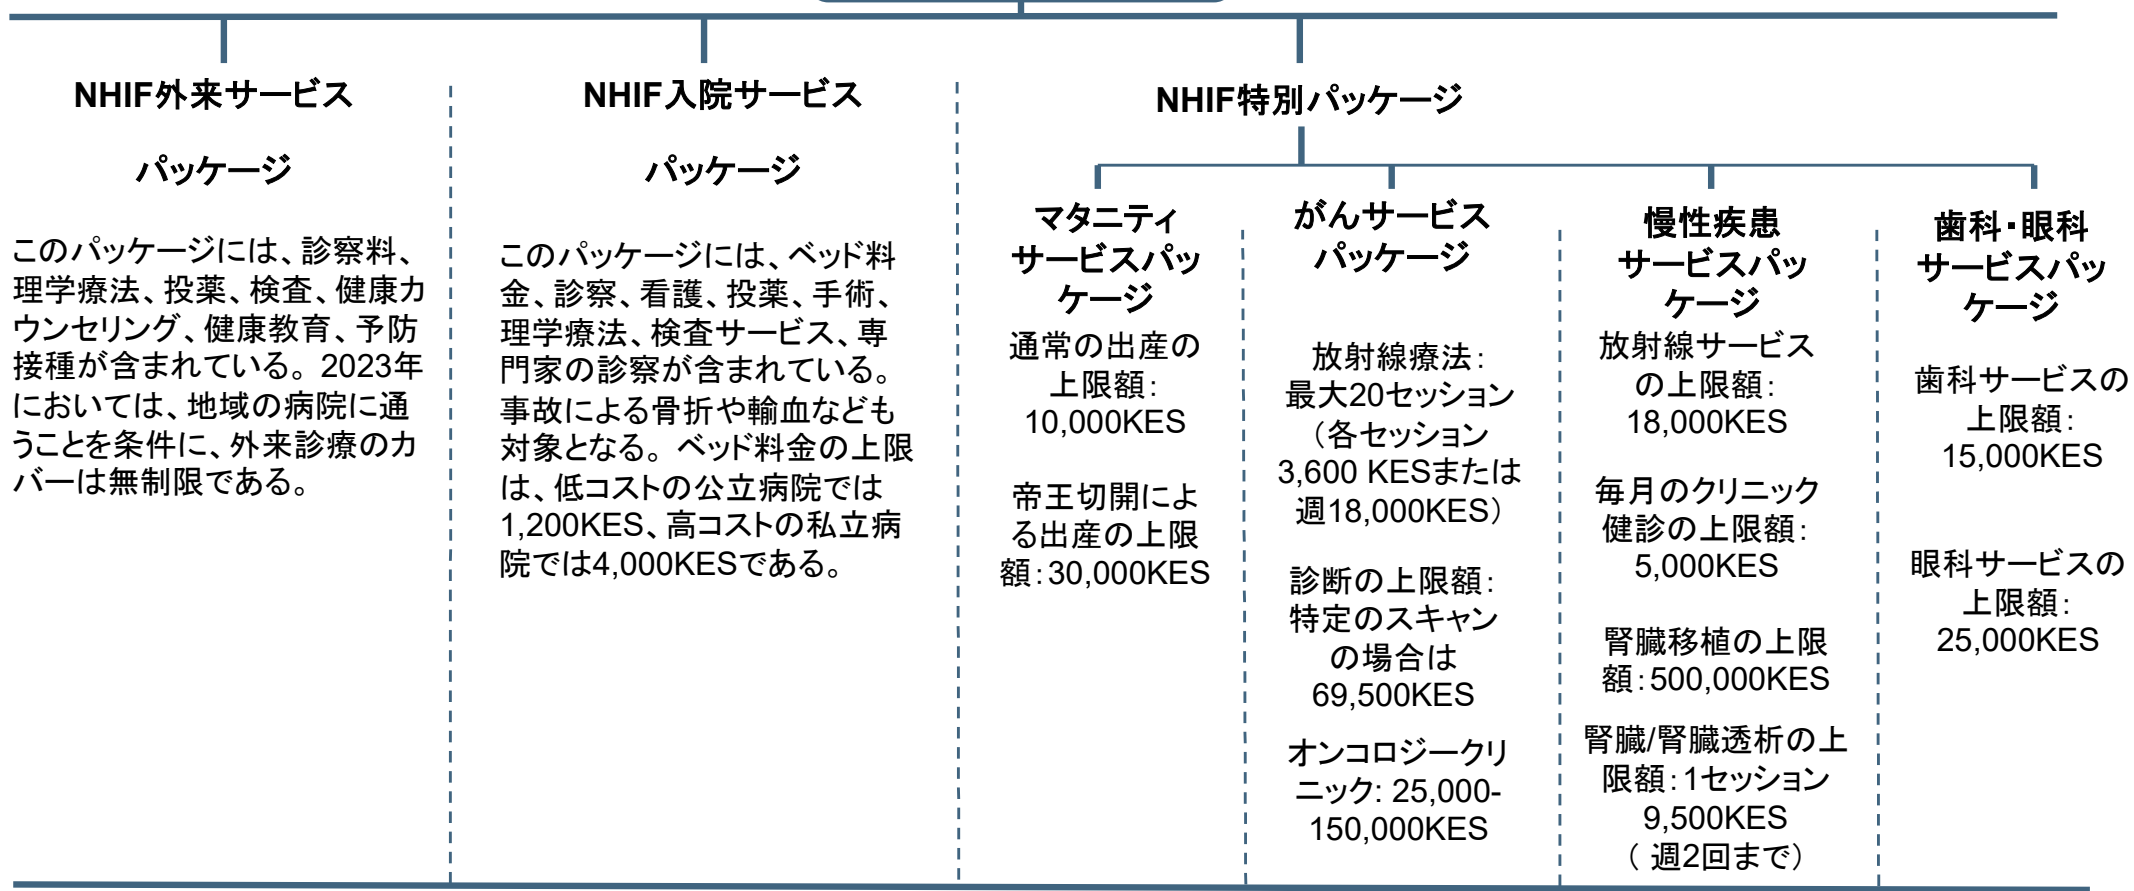 NHIF外来サービス
パッケージ
このパッケージには、診察料、
理学療法、投薬、検査、健康カ
ウンセリング、健康教育、予防
接種が含まれている。2023年
においては、地域の病院に通
うことを条件に、外来診療のカ
バーは無制限である。
NHIF入院サービス
パッケージ
このパッケージには、ベッド料
金、診察、看護、投薬、手術、
理学療法、検査サービス、専
門家の診察が含まれている。
事故による骨折や輸血なども
対象となる。ベッド料金の上限
は、低コストの公立病院では
1,200KES、高コストの私立病
院では4,000KESである。
NHIF特別パッケージ
マタニティ
サービスパッ
ケージ
通常の出産の
上限額：
10,000KES
帝王切開によ
る出産の上限
額：30,000KES
がんサービス
パッケージ
放射線療法：
最大20セッション
（各セッション
3,600 KESまたは
週18,000KES）
診断の上限額：
特定のスキャン
の場合は
69,500KES
オンコロジークリ
ニック: 25,000-
150,000KES
慢性疾患
サービスパッ
ケージ
放射線サービス
の上限額：
18,000KES
毎月のクリニック
健診の上限額：
5,000KES
腎臓移植の上限
額：500,000KES
腎臓/腎臓透析の上
限額：1セッション
9,500KES
（ 週2回まで）
歯科・眼科
サービスパッ
ケージ
歯科サービスの
上限額：
15,000KES
眼科サービスの
上限額：
25,000KES